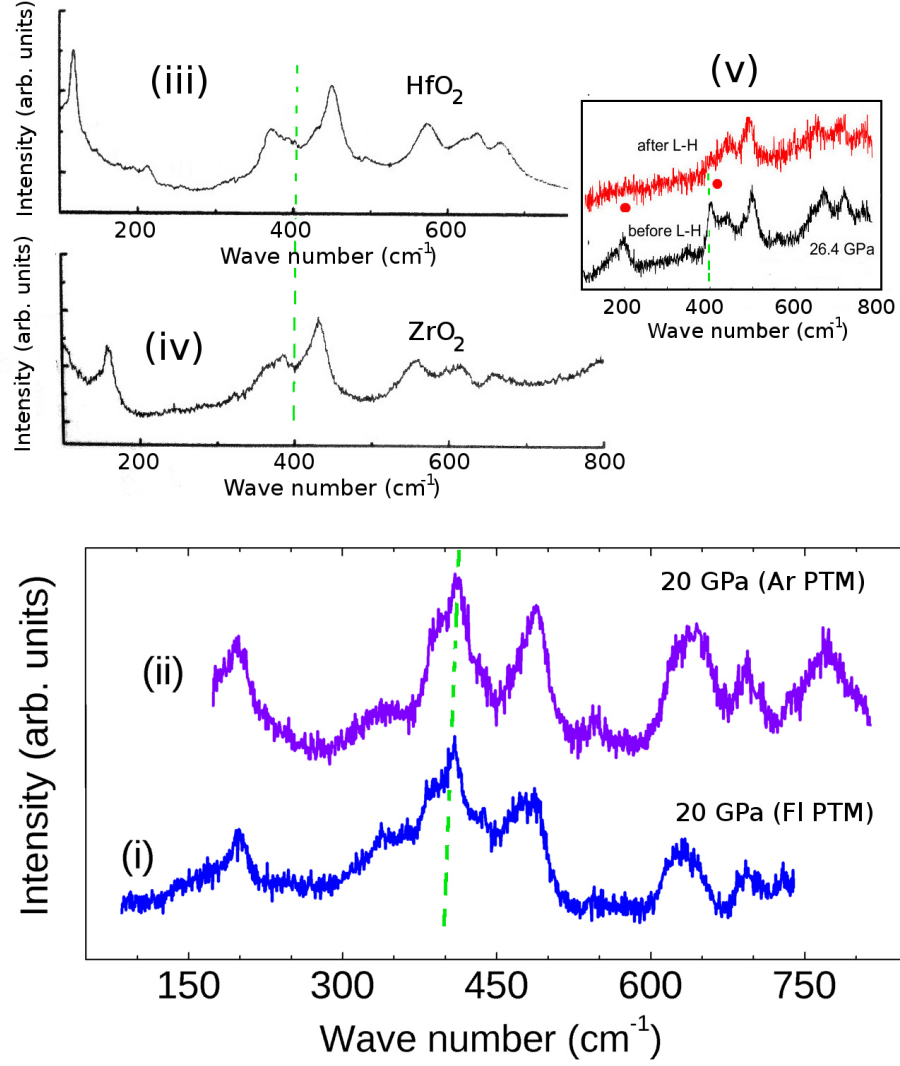 Intensity (arb. units)
(iii)
HfO2
200
400
600
Wave number (cm-1)
(v)
after L-H
before L-H
26.4 GPa
200
400
600
800
Wave number (cm-1)
Intensity (arb. units)
(iv)
ZrO2
200
400
600
800
Wave number (cm-1)
Intensity (arb. units)
20 GPa (Ar PTM)
(ii)
20 GPa (Fl PTM)
(i)
150
300
450
600
750
Wave number (cm-1)